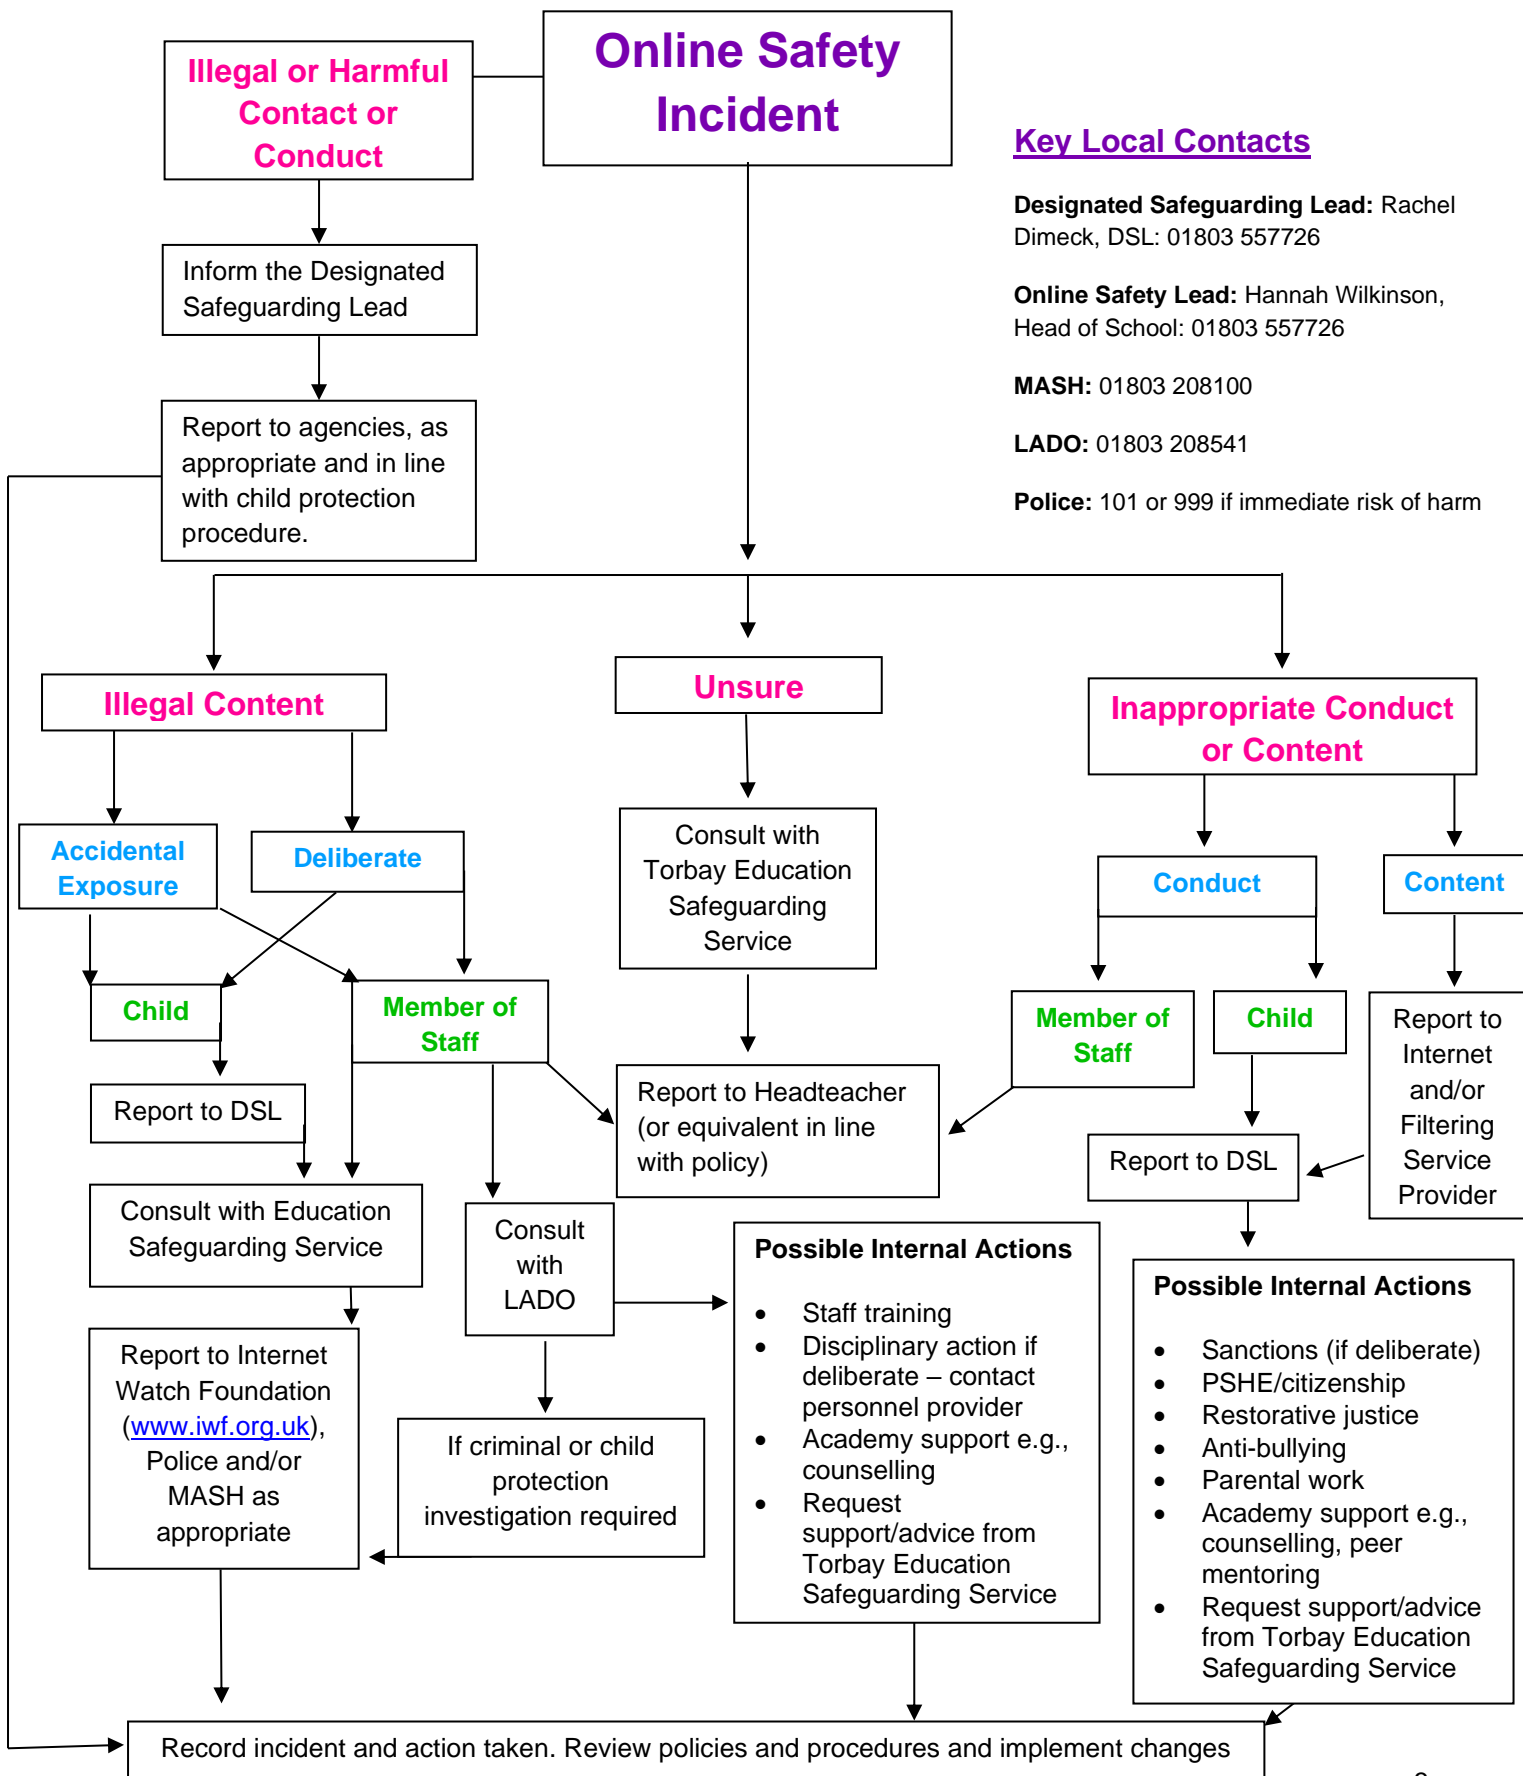 Online Safety
Incident
Illegal or Harmful
Contact or
Conduct
Key Local Contacts
Designated Safeguarding Lead: Rachel
Dimeck, DSL: 01803 557726
Online Safety Lead: Hannah Wilkinson,
Head of School: 01803 557726
MASH: 01803 208100
LADO: 01803 208541
Police: 101 or 999 if immediate risk of harm
Inform the Designated
Safeguarding Lead
Report to agencies, as
appropriate and in line
with child protection
procedure.
Illegal Content
Unsure
Inappropriate Conduct
or Content
Accidental
Exposure
Deliberate
Consult with
Torbay Education
Safeguarding
Service
Conduct
Content
Child
Member of
Staff
Member of
Staff
Child
Report to
Internet
and/or
Filtering
Service
Provider
Report to DSL
Report to Headteacher
(or equivalent in line
with policy)
Report to DSL
Consult with Education
Safeguarding Service
Consult
with
LADO
Possible Internal Actions
• Staff training
• Disciplinary action if
deliberate – contact
personnel provider
• Academy support e.g.,
counselling
• Request
support/advice from
Torbay Education
Safeguarding Service
Possible Internal Actions
• Sanctions (if deliberate)
• PSHE/citizenship
• Restorative justice
• Anti-bullying
• Parental work
• Academy support e.g.,
counselling, peer
mentoring
• Request support/advice
from Torbay Education
Safeguarding Service
Report to Internet
Watch Foundation
(www.iwf.org.uk),
Police and/or
MASH as
appropriate
If criminal or child
protection
investigation required
Record incident and action taken. Review policies and procedures and implement changes